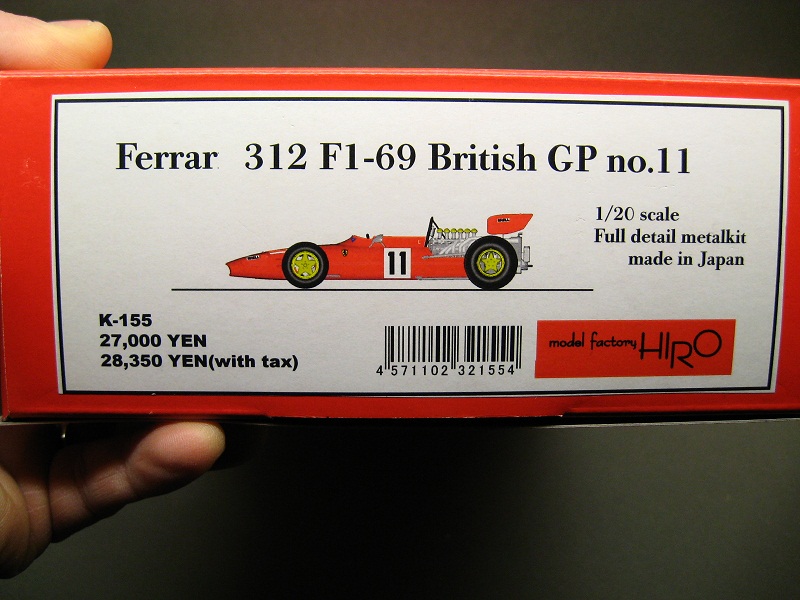 Ferrar 312 F1-69 British GP no.11
1/20 scale
Full detail metalkit
made in Japan
11
K-155
27,000 YEN
28,350 YEN(with tax)
4 571102 321554
model factory HIRO